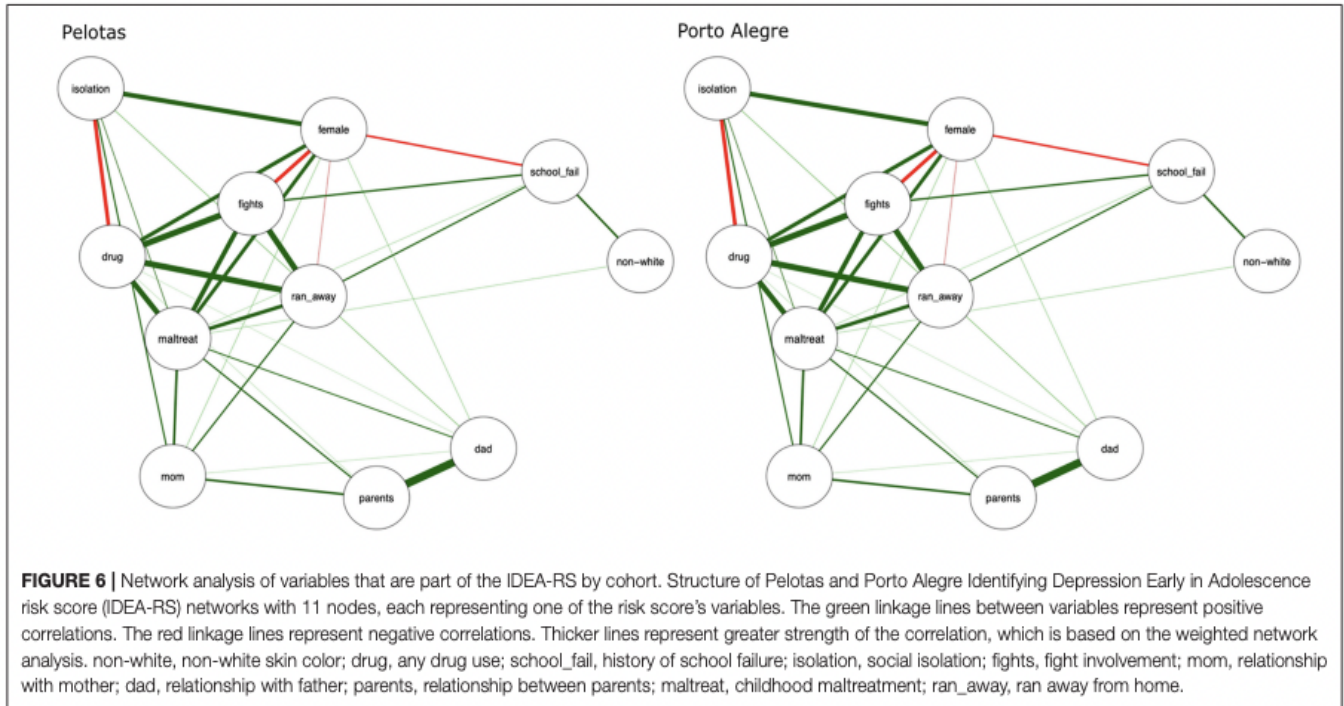 Pelotas
isolation
female
school_fail
fights
drug
non-white
ran_away
maltreat
dad
mom
parents
Porto Alegre
isolation
female
school_fail
fights
drug
non-white
ran_away
maltreat
dad
mom
parents
FIGURE 6 | Network analysis of variables that are part of the IDEA-RS by cohort. Structure of Pelotas and Porto Alegre Identifying Depression Early in Adolescence
risk score (IDEA-RS) networks with 11 nodes, each representing one of the risk score's variables. The green linkage lines between variables represent positive
correlations. The red linkage lines represent negative correlations. Thicker lines represent greater strength of the correlation, which is based on the weighted network
analysis. non-white, non-white skin color; drug, any drug use; school_fail, history of school failure; isolation, social isolation; fights, fight involvement; mom, relationship
with mother; dad, relationship with father; parents, relationship between parents; maltreat, childhood maltreatment; ran_away, ran away from home.